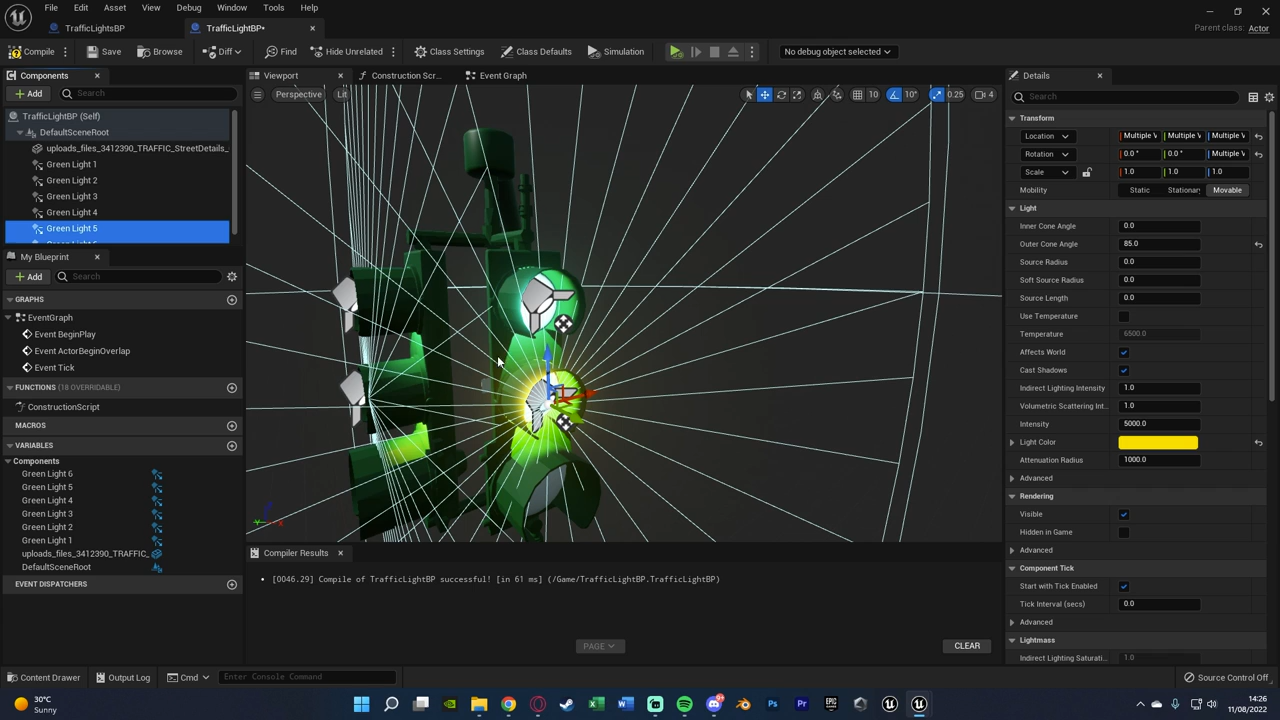 File Edit Asset View Debug Window Tools Help
TrafficLightsBP TrafficLightBP*
Parent class: Actor
Compile Save Browse Diff Find Hide Unrelated Class Settings Class Defaults Simulation No debug object selected
Components
Add Search
TrafficLightBP (Self)
DefaultSceneRoot
uploads_files_3412390_TRAFFIC_StreetDetails_
Green Light 1
Green Light 2
Green Light 3
Green Light 4
Green Light 5
My Blueprint
Add Search
GRAPHS
EventGraph
Event BeginPlay
Event ActorBeginOverlap
Event Tick
FUNCTIONS (18 OVERRIDABLE)
ConstructionScript
MACROS
VARIABLES
Components
Green Light 6
Green Light 5
Green Light 4
Green Light 3
Green Light 2
Green Light 1
uploads_files_3412390_TRAFFIC_
DefaultSceneRoot
EVENT DISPATCHERS
Viewport Construction Scr... Event Graph
Perspective Lit 10 10° 0.25 4
Compiler Results
[0046.29] Compile of TrafficLightBP successful! [in 61 ms] (/Game/TrafficLightBP.TrafficLightBP)
PAGE CLEAR
Details
Search
Transform
Location Multiple V Multiple V Multiple V
Rotation 0.0 ° 0.0 ° Multiple V
Scale 1.0 1.0 1.0
Mobility Static Stationary Movable
Light
Inner Cone Angle 0.0
Outer Cone Angle 85.0
Source Radius 0.0
Soft Source Radius 0.0
Source Length 0.0
Use Temperature
Temperature 6500.0
Affects World
Cast Shadows
Indirect Lighting Intensity 1.0
Volumetric Scattering Int... 1.0
Intensity 5000.0
Light Color
Attenuation Radius 1000.0
Advanced
Rendering
Visible
Hidden in Game
Advanced
Component Tick
Start with Tick Enabled
Tick Interval (secs) 0.0
Advanced
Lightmass
Indirect Lighting Saturati... 1.0
Content Drawer Output Log Cmd Enter Console Command Source Control Off
30°C
Sunny
14:26
11/08/2022